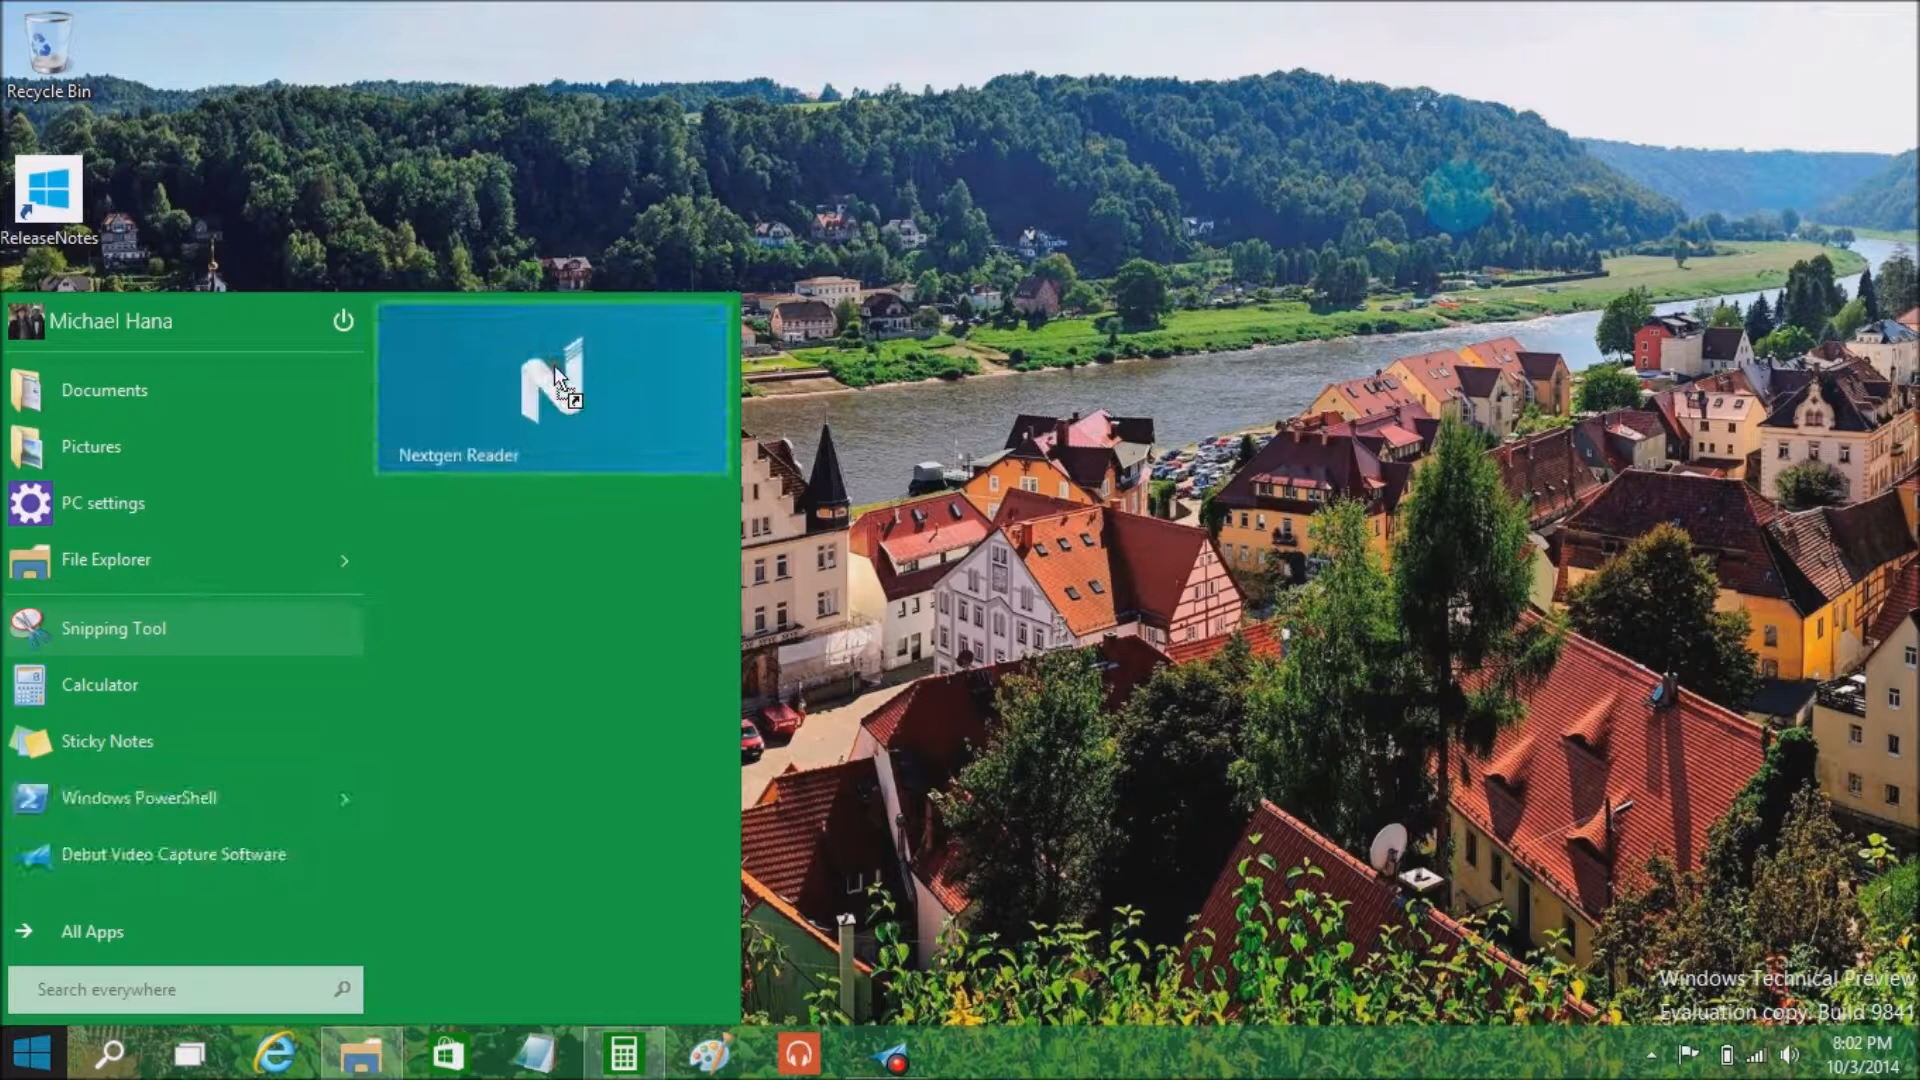 Recycle Bin
ReleaseNotes
Michael Hana
Documents
Pictures
PC settings
File Explorer
Snipping Tool
Calculator
Sticky Notes
Windows PowerShell
Debut Video Capture Software
All Apps
Search everywhere
Nextgen Reader
Windows Technical Preview
Evaluation copy. Build 9841
8:02 PM
10/3/2014